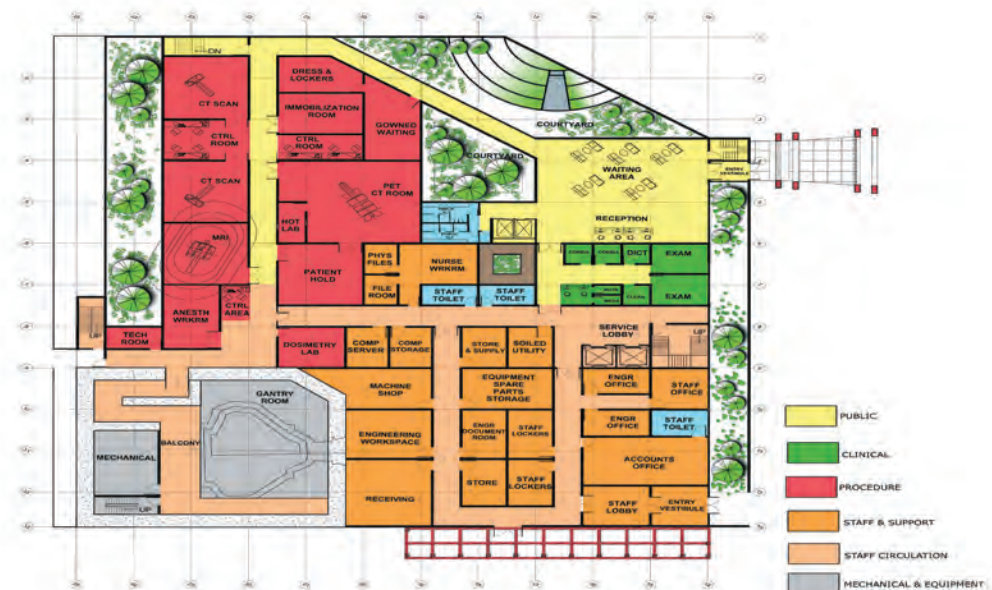 DN
DRESS &
LOCKERS
CT SCAN
IMMOBILIZATION
ROOM
GOWNED
WAITING
COURTYARD
CTRL
ROOM
CTRL
ROOM
COURTYARD
WAITING
AREA
ENTRY
VESTIBULE
CT SCAN
PET
CT ROOM
HOT
LAB
RECEPTION
MRI
PHYS
FILES
NURSE
WRKRM
DICT
EXAM
PATIENT
HOLD
FILE
ROOM
STAFF
TOILET
STAFF
TOILET
EXAM
ANESTH
WRKRM
CTRL
AREA
UP
TECH
ROOM
DOSIMETRY
LAB
COMP
SERVER
COMP
STORAGE
STORE
& SUPPLY
SOILED
UTILITY
SERVICE
LOBBY
UP
GANTRY
ROOM
MACHINE
SHOP
EQUIPMENT
SPARE
PARTS
STORAGE
ENGR
OFFICE
STAFF
OFFICE
BALCONY
ENGINEERING
WORKSPACE
ENGR
DOCUMENT
ROOM
STAFF
LOCKERS
ENGR
OFFICE
STAFF
TOILET
MECHANICAL
ACCOUNTS
OFFICE
STORE
STAFF
LOCKERS
RECEIVING
STAFF
LOBBY
ENTRY
VESTIBULE
UP
PUBLIC
CLINICAL
PROCEDURE
STAFF & SUPPORT
STAFF CIRCULATION
MECHANICAL & EQUIPMENT